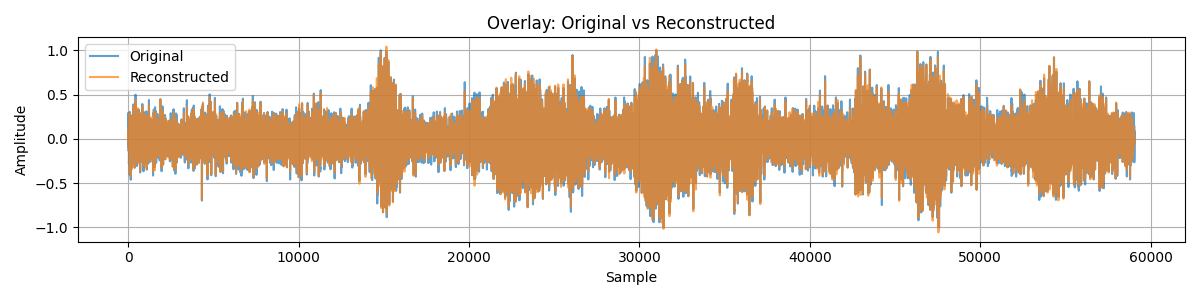 Overlay: Original vs Reconstructed
Original
Reconstructed
1.0
0.5
0.0
−0.5
−1.0
Amplitude
0 10000 20000 30000 40000 50000 60000
Sample